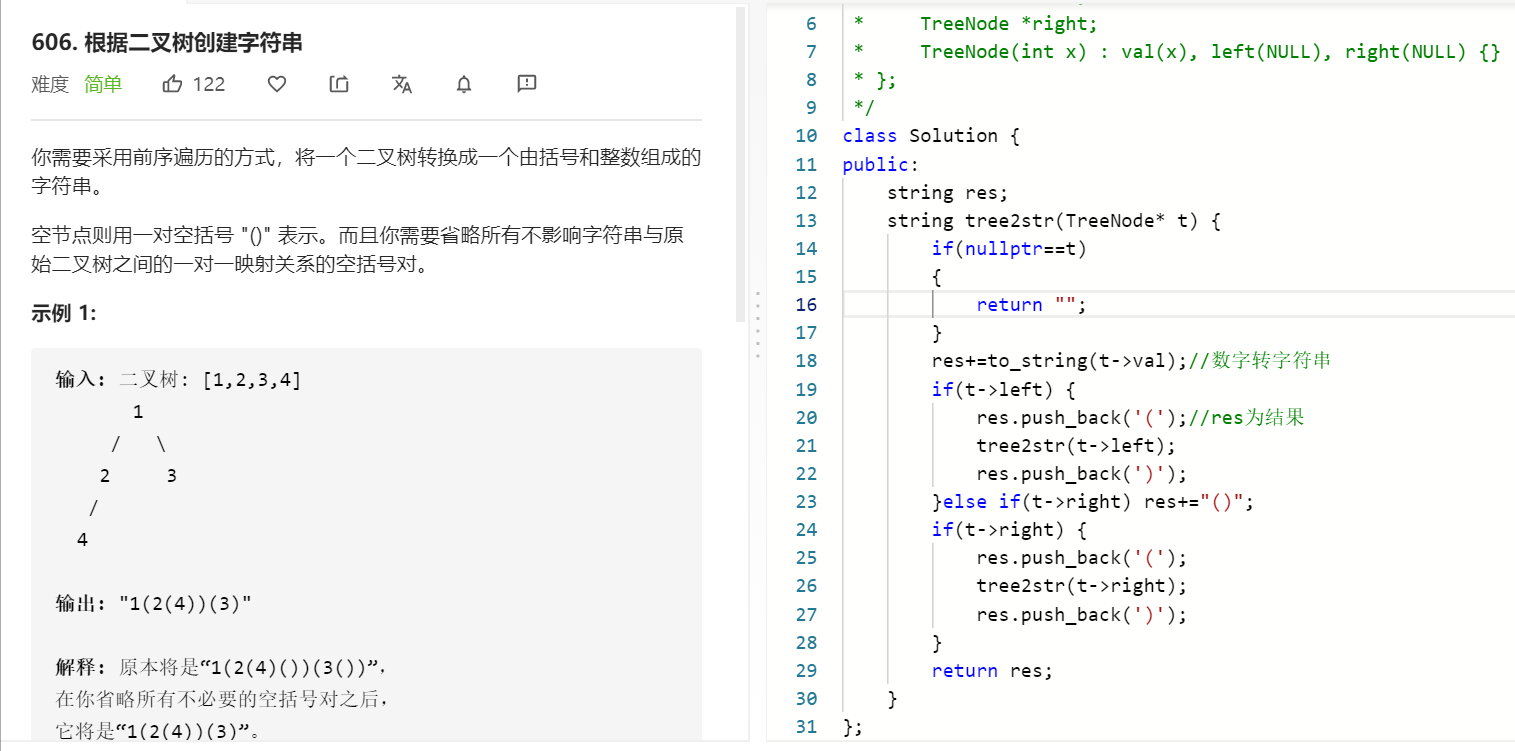 606. 根据二叉树创建字符串
难度 简单 122
你需要采用前序遍历的方式，将一个二叉树转换成一个由括号和整数组成的
字符串。
空节点则用一对空括号 "()" 表示。而且你需要省略所有不影响字符串与原
始二叉树之间的一对一映射关系的空括号对。
示例 1:
输入: 二叉树: [1,2,3,4]
1
/ \
2 3
/
4
输出: "1(2(4))(3)"
解释: 原本将是“1(2(4)())(3())”,
在你省略所有不必要的空括号对之后,
它将是“1(2(4))(3)”。
6 * TreeNode *right;
7 * TreeNode(int x) : val(x), left(NULL), right(NULL) {}
8 * };
9 */
10 class Solution {
11 public:
12 string res;
13 string tree2str(TreeNode* t) {
14 if(nullptr==t)
15 {
16 return "";
17 }
18 res+=to_string(t->val);//数字转字符串
19 if(t->left) {
20 res.push_back('(');//res为结果
21 tree2str(t->left);
22 res.push_back(')');
23 }else if(t->right) res+="()";
24 if(t->right) {
25 res.push_back('(');
26 tree2str(t->right);
27 res.push_back(')');
28 }
29 return res;
30 }
31 };